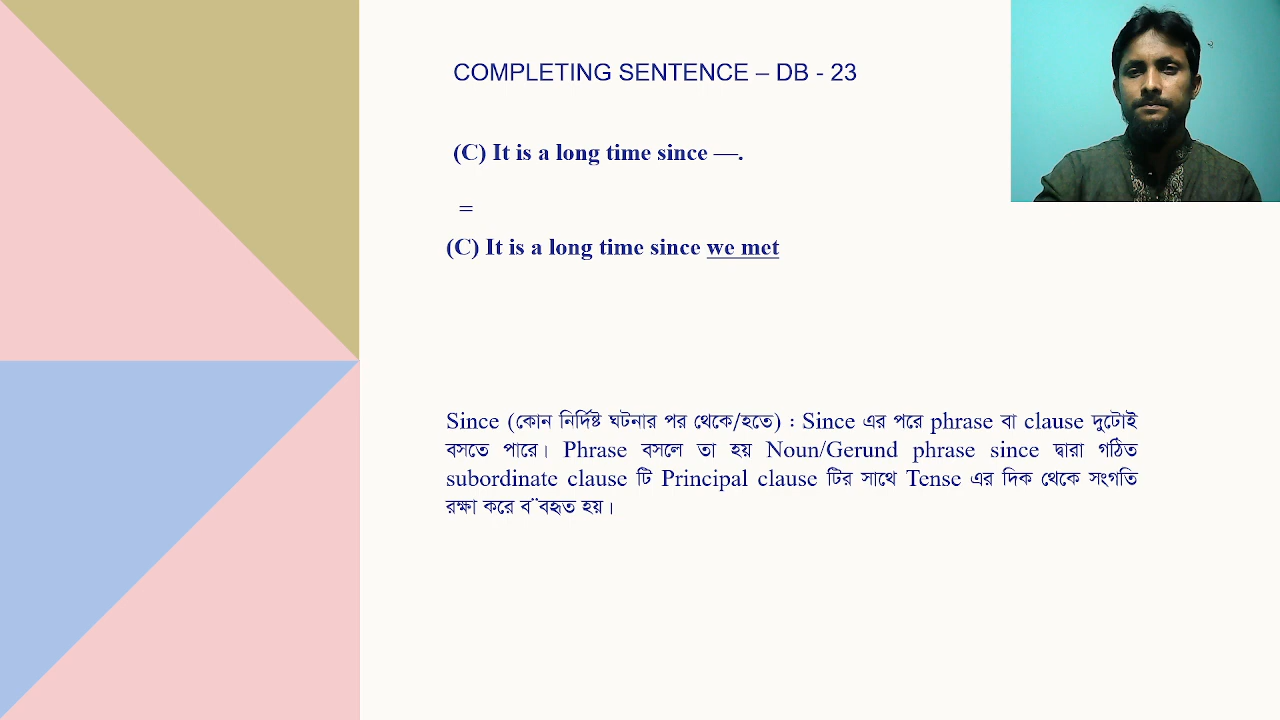 COMPLETING SENTENCE – DB - 23
(C) It is a long time since —.
=
(C) It is a long time since we met
Since (কোন নির্দিষ্ট ঘটনার পর থেকে/হতে) : Since এর পরে phrase বা clause দুটোই
বসতে পারে। Phrase বসলে তা হয় Noun/Gerund phrase since দ্বারা গঠিত
subordinate clause টি Principal clause টির সাথে Tense এর দিক থেকে সংগতি
রক্ষা করে ব¨বহৃত হয়।